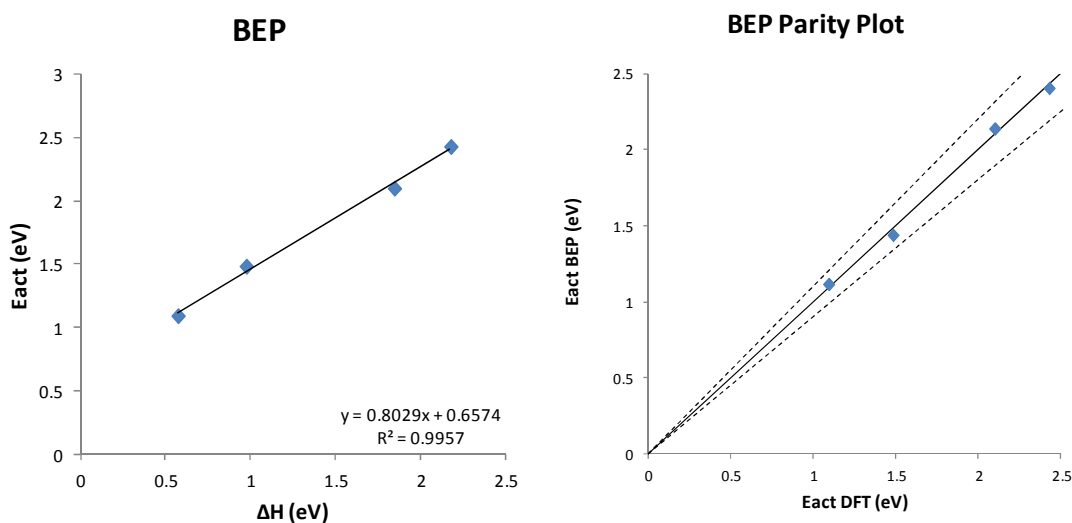 BEP
3
2.5
2
1.5
1
0.5
0
Eact (eV)
y = 0.8029x + 0.6574
R² = 0.9957
0 0.5 1 1.5 2 2.5
ΔH (eV)
BEP Parity Plot
2.5
2
1.5
1
0.5
0
Eact BEP (eV)
0 0.5 1 1.5 2 2.5
Eact DFT (eV)